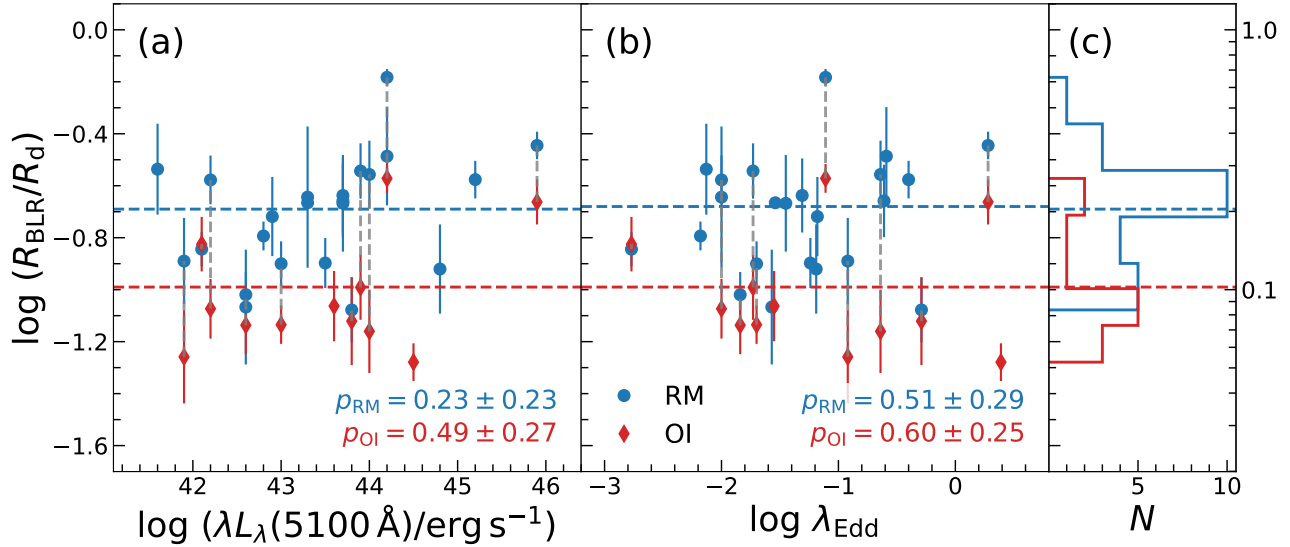 (a)
(b)
(c)
0.0
−0.4
−0.8
−1.2
−1.6
log (R_BLR/R_d)
1.0
0.1
p_RM = 0.23 ± 0.23
p_OI = 0.49 ± 0.27
RM
OI
p_RM = 0.51 ± 0.29
p_OI = 0.60 ± 0.25
42 43 44 45 46
−3 −2 −1 0
5 10
log (λL_λ(5100 Å)/erg s⁻¹)
log λ_Edd
N